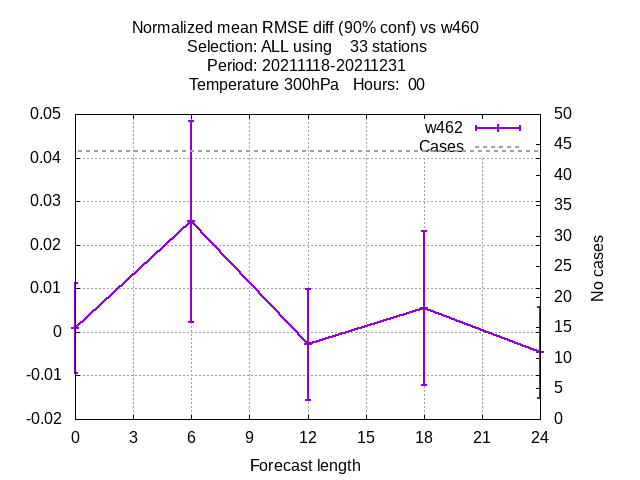 Normalized mean RMSE diff (90% conf) vs w460
Selection: ALL using    33 stations
Period: 20211118-20211231
Temperature 300hPa   Hours:  00
w462
Cases
0.05
0.04
0.03
0.02
0.01
0
-0.01
-0.02
50
45
40
35
30
25
20
15
10
5
0
No cases
0 3 6 9 12 15 18 21 24
Forecast length